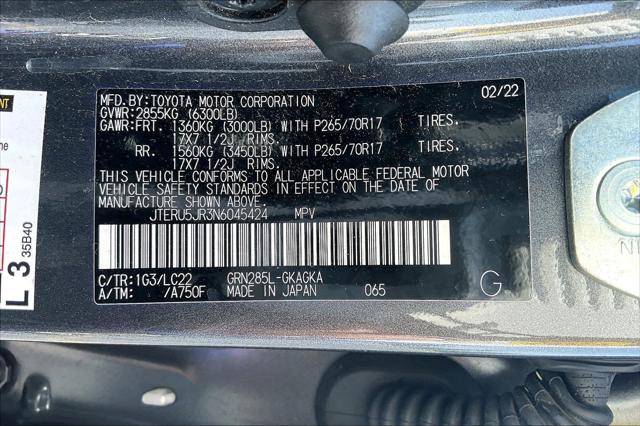 MFD.BY:TOYOTA MOTOR CORPORATION 02/22
GVWR:2855KG (6300LB)
GAWR:FRT. 1360KG (3000LB) WITH P265/70R17 TIRES.
17X7 1/2J RIMS.
RR. 1560KG (3450LB) WITH P265/70R17 TIRES.
17X7 1/2J RIMS.
THIS VEHICLE CONFORMS TO ALL APPLICABLE FEDERAL MOTOR
VEHICLE SAFETY STANDARDS IN EFFECT ON THE DATE OF
MANUFACTURE SHOWN ABOVE.
JTERU5JR3N6045424 MPV
C/TR:1G3/LC22 GRN285L-GKAGKA
A/TM: /A750F MADE IN JAPAN 065 G
L 3 35B40